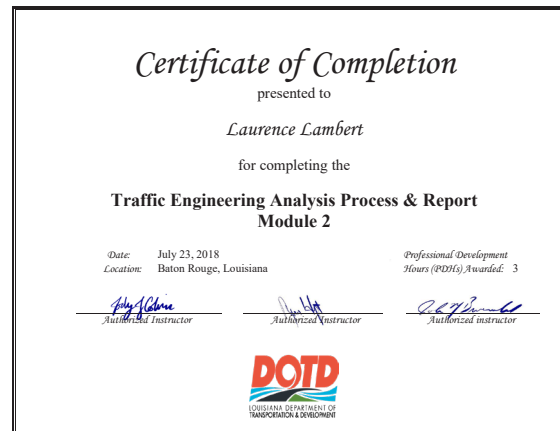 Certificate of Completion
presented to
Laurence Lambert
for completing the
Traffic Engineering Analysis Process & Report
Module 2
Date: July 23, 2018
Location: Baton Rouge, Louisiana
Professional Development
Hours (PDHs) Awarded: 3
Authorized Instructor
Authorized Instructor
Authorized instructor
DOTD
LOUISIANA DEPARTMENT OF
TRANSPORTATION & DEVELOPMENT